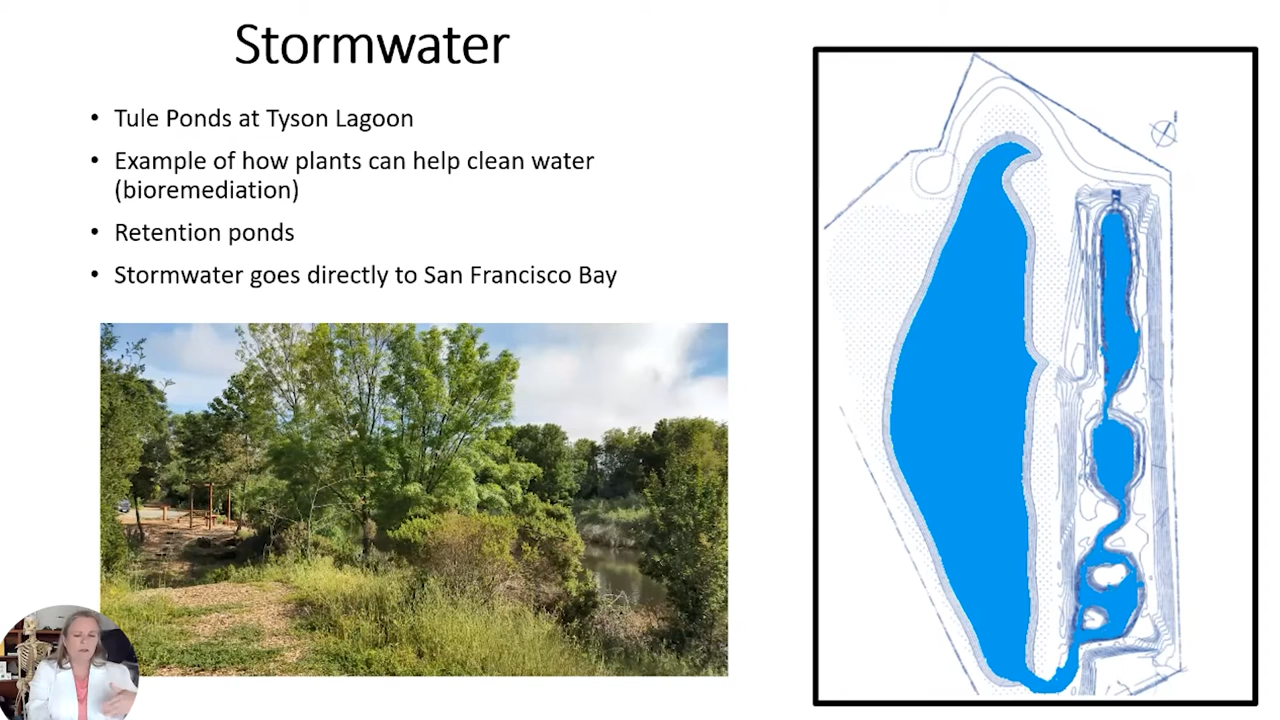 Stormwater
• Tule Ponds at Tyson Lagoon
• Example of how plants can help clean water
(bioremediation)
• Retention ponds
• Stormwater goes directly to San Francisco Bay